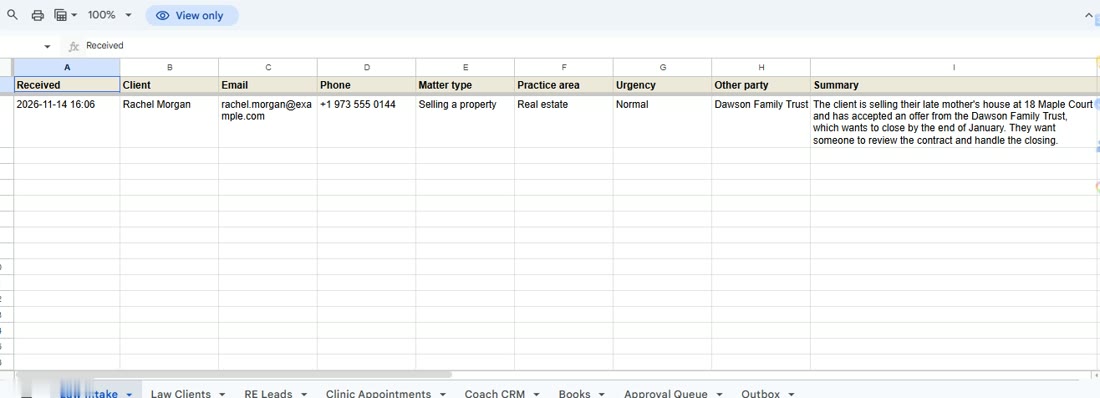 100%
View only
fx Received
A B C D E F G H I
Received Client Email Phone Matter type Practice area Urgency Other party Summary
2026-11-14 16:06 Rachel Morgan rachel.morgan@exa +1 973 555 0144 Selling a property Real estate Normal Dawson Family Trust The client is selling their late mother's house at 18 Maple Court
mple.com and has accepted an offer from the Dawson Family Trust,
which wants to close by the end of January. They want
someone to review the contract and handle the closing.
Law Clients RE Leads Clinic Appointments Coach CRM Books Approval Queue Outbox